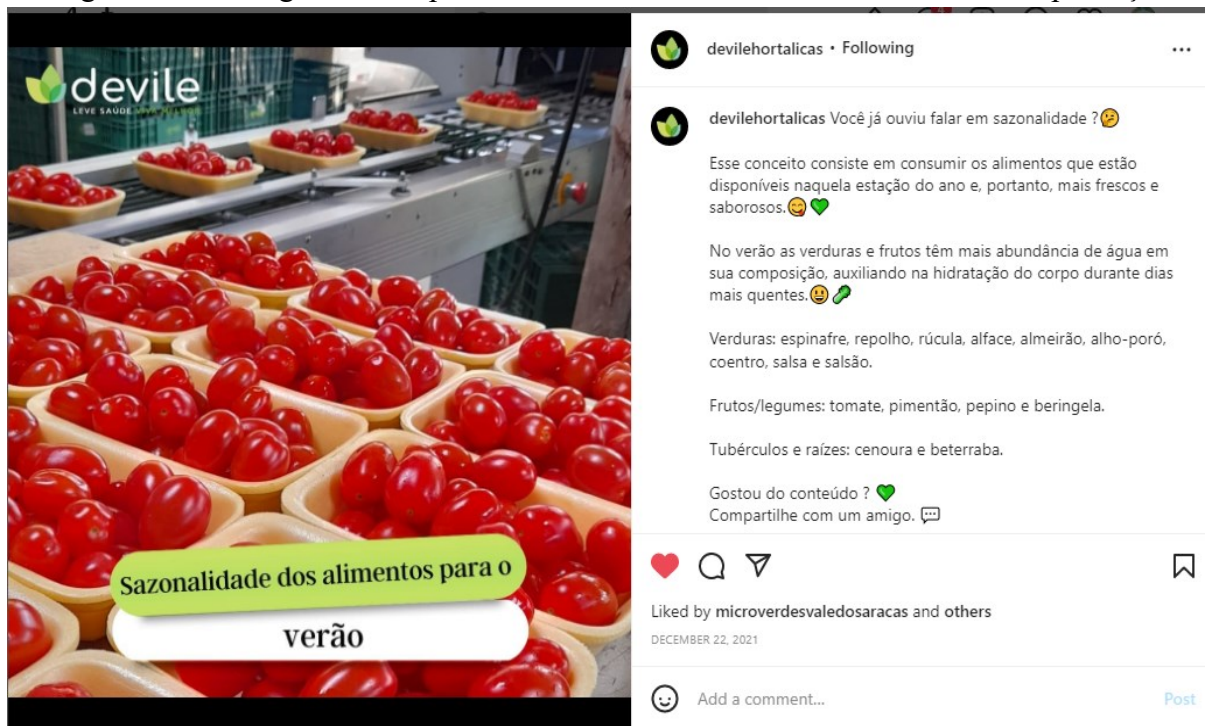 devile
LEVE SAÚDE VIVA MELHOR
Sazonalidade dos alimentos para o
verão
devilehortalicas • Following
devilehortalicas Você já ouviu falar em sazonalidade ?🤔
Esse conceito consiste em consumir os alimentos que estão
disponíveis naquela estação do ano e, portanto, mais frescos e
saborosos.😋💚
No verão as verduras e frutos têm mais abundância de água em
sua composição, auxiliando na hidratação do corpo durante dias
mais quentes.😃🥒
Verduras: espinafre, repolho, rúcula, alface, almeirão, alho-poró,
coentro, salsa e salsão.
Frutos/legumes: tomate, pimentão, pepino e beringela.
Tubérculos e raízes: cenoura e beterraba.
Gostou do conteúdo ? 💚
Compartilhe com um amigo. 💬
Liked by microverdesvaledosaracas and others
DECEMBER 22, 2021
Add a comment...
Post